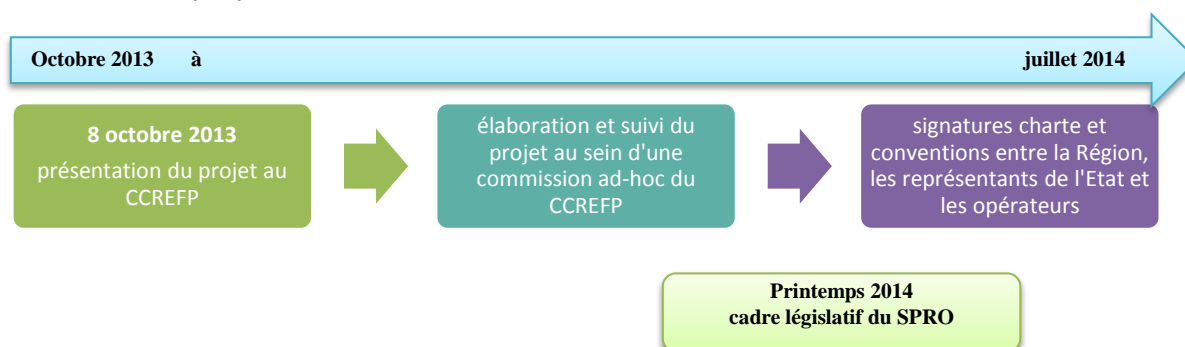 Octobre 2013 à juillet 2014
8 octobre 2013
présentation du projet au
CCREFP
élaboration et suivi du
projet au sein d'une
commission ad-hoc du
CCREFP
signatures charte et
conventions entre la Région,
les représentants de l'Etat et
les opérateurs
Printemps 2014
cadre législatif du SPRO